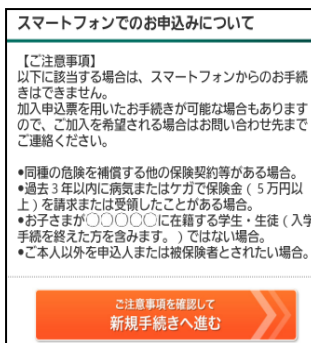 スマートフォンでのお申込みについて
【ご注意事項】
以下に該当する場合は、スマートフォンからのお手続
きはできません。
加入申込票を用いたお手続きが可能な場合もあります
ので、ご加入を希望される場合はお問い合わせ先まで
ご連絡ください。
●同種の危険を補償する他の保険契約等がある場合。
●過去３年以内に病気またはケガで保険金（５万円以
上）を請求または受領したことがある場合。
●お子さまが〇〇〇〇〇に在籍する学生・生徒（入学
手続を終えた方を含みます。）ではない場合。
●ご本人以外を申込人または被保険者とされたい場合。
ご注意事項を確認して
新規手続きへ進む